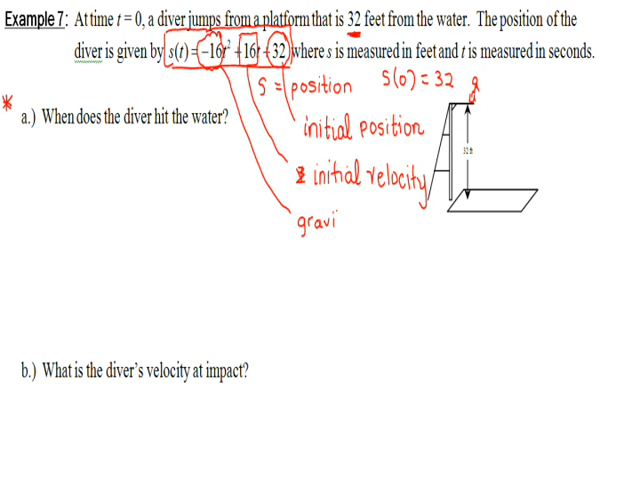 Example 7: At time t = 0, a diver jumps from a platform that is 32 feet from the water. The position of the
diver is given by s(t) = -16t² + 16t + 32 where s is measured in feet and t is measured in seconds.
s = position s(0) = 32
* a.) When does the diver hit the water?
initial position
32 ft
initial velocity
gravi
b.) What is the diver's velocity at impact?